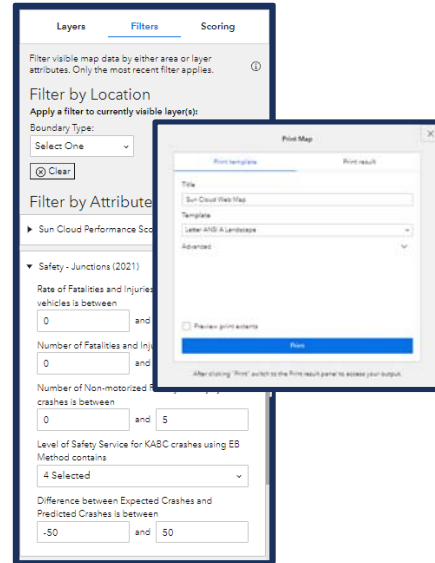 Layers Filters Scoring
Filter visible map data by either area or layer
attributes. Only the most recent filter applies.
Filter by Location
Apply a filter to currently visible layer(s):
Boundary Type:
Select One
Clear
Filter by Attribute
Sun Cloud Performance Sco
Safety - Junctions (2021)
Rate of Fatalities and Injuries
vehicles is between
0 and
Number of Fatalities and Inju
0 and
Number of Non-motorized
crashes is between
0 and 5
Level of Safety Service for KABC crashes using EB
Method contains
4 Selected
Difference between Expected Crashes and
Predicted Crashes is between
-50 and 50
Print Map
Print template Print result
Title
Sun Cloud Web Map
Template
Letter ANSI A Landscape
Advanced
Preview print extents
Print
After clicking "Print" switch to the Print result panel to access your output.